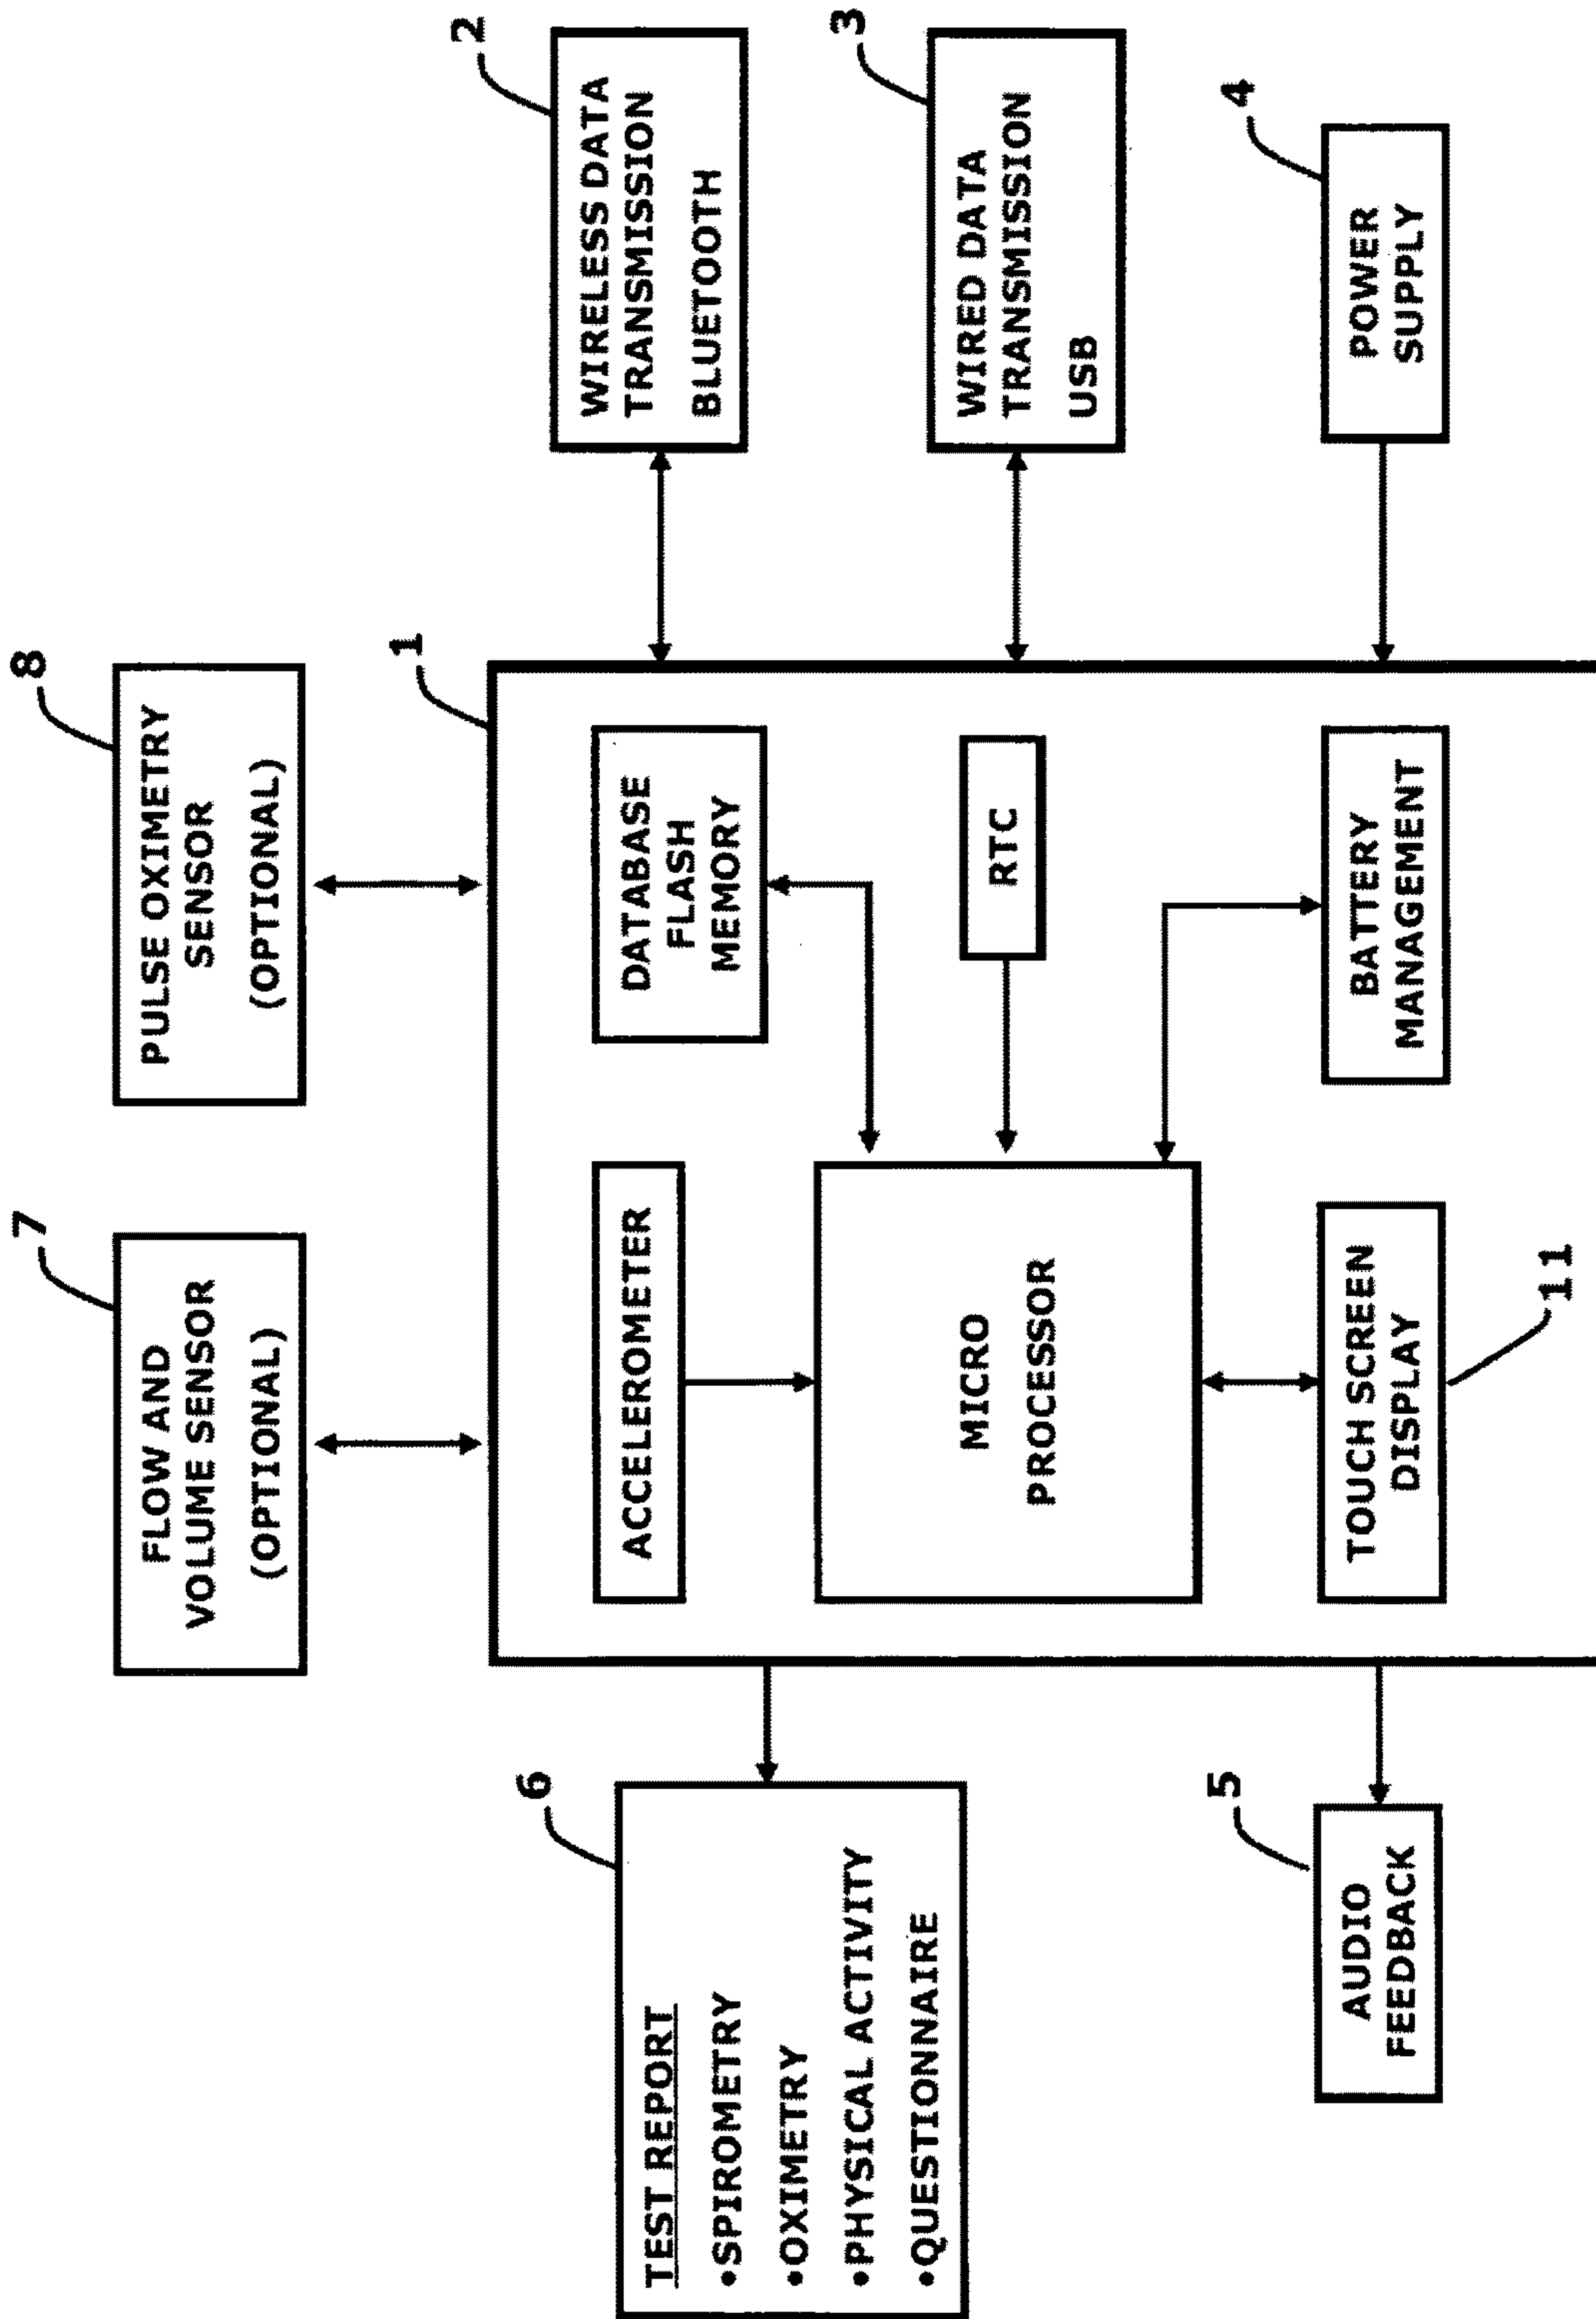 7
FLOW AND
VOLUME SENSOR
(OPTIONAL)
8
PULSE OXIMETRY
SENSOR
(OPTIONAL)
1
2
WIRELESS DATA
TRANSMISSION
BLUETOOTH
3
WIRED DATA
TRANSMISSION
USB
4
POWER
SUPPLY
6
TEST REPORT
•SPIROMETRY
•OXIMETRY
•PHYSICAL ACTIVITY
•QUESTIONNAIRE
5
AUDIO
FEEDBACK
ACCELEROMETER
DATABASE
FLASH
MEMORY
MICRO
PROCESSOR
RTC
TOUCH SCREEN
DISPLAY
11
BATTERY
MANAGEMENT